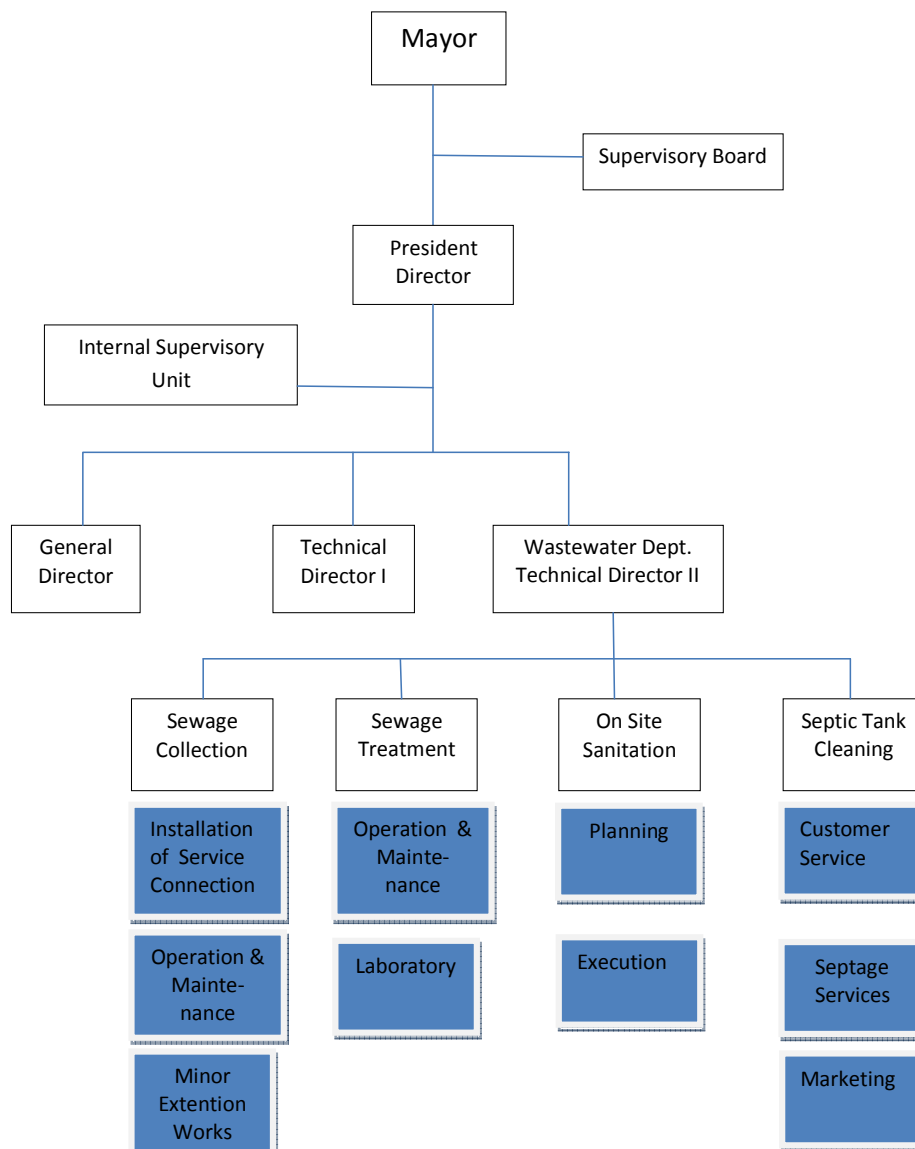 Mayor
Supervisory Board
President
Director
Internal Supervisory
Unit
General
Director
Technical
Director I
Wastewater Dept.
Technical Director II
Sewage
Collection
Sewage
Treatment
On Site
Sanitation
Septic Tank
Cleaning
Installation
of Service
Connection
Operation &
Mainte-
nance
Planning
Customer
Service
Operation &
Mainte-
nance
Laboratory
Execution
Septage
Services
Minor
Extention
Works
Marketing